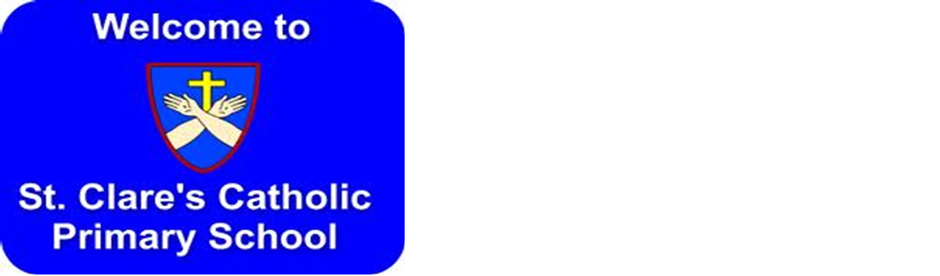 Welcome to
St. Clare's Catholic
Primary School